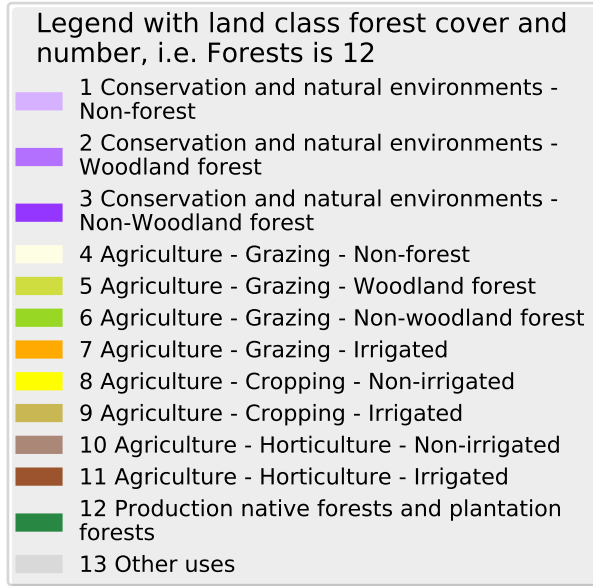 Legend with land class forest cover and
number, i.e. Forests is 12
1 Conservation and natural environments -
Non-forest
2 Conservation and natural environments -
Woodland forest
3 Conservation and natural environments -
Non-Woodland forest
4 Agriculture - Grazing - Non-forest
5 Agriculture - Grazing - Woodland forest
6 Agriculture - Grazing - Non-woodland forest
7 Agriculture - Grazing - Irrigated
8 Agriculture - Cropping - Non-irrigated
9 Agriculture - Cropping - Irrigated
10 Agriculture - Horticulture - Non-irrigated
11 Agriculture - Horticulture - Irrigated
12 Production native forests and plantation
forests
13 Other uses